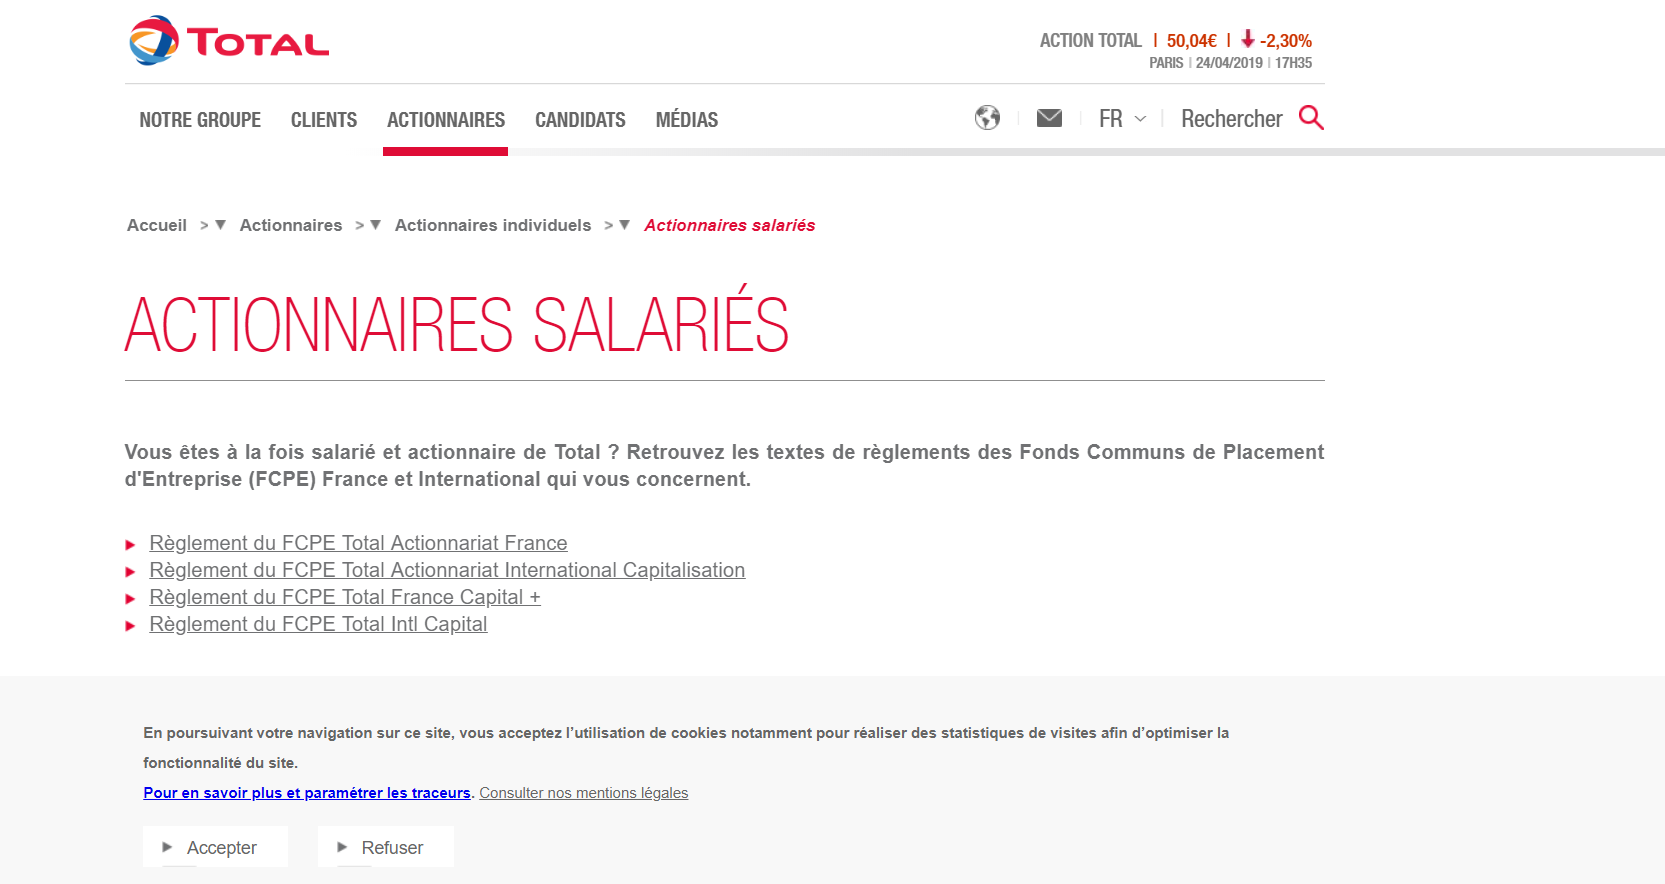 TOTAL
ACTION TOTAL | 50,04€ | -2,30%
PARIS | 24/04/2019 | 17H35
NOTRE GROUPE CLIENTS ACTIONNAIRES CANDIDATS MÉDIAS FR Rechercher
Accueil > Actionnaires > Actionnaires individuels > Actionnaires salariés
ACTIONNAIRES SALARIÉS
Vous êtes à la fois salarié et actionnaire de Total ? Retrouvez les textes de règlements des Fonds Communs de Placement
d'Entreprise (FCPE) France et International qui vous concernent.
Règlement du FCPE Total Actionnariat France
Règlement du FCPE Total Actionnariat International Capitalisation
Règlement du FCPE Total France Capital +
Règlement du FCPE Total Intl Capital
En poursuivant votre navigation sur ce site, vous acceptez l’utilisation de cookies notamment pour réaliser des statistiques de visites afin d’optimiser la
fonctionnalité du site.
Pour en savoir plus et paramétrer les traceurs. Consulter nos mentions légales
Accepter Refuser